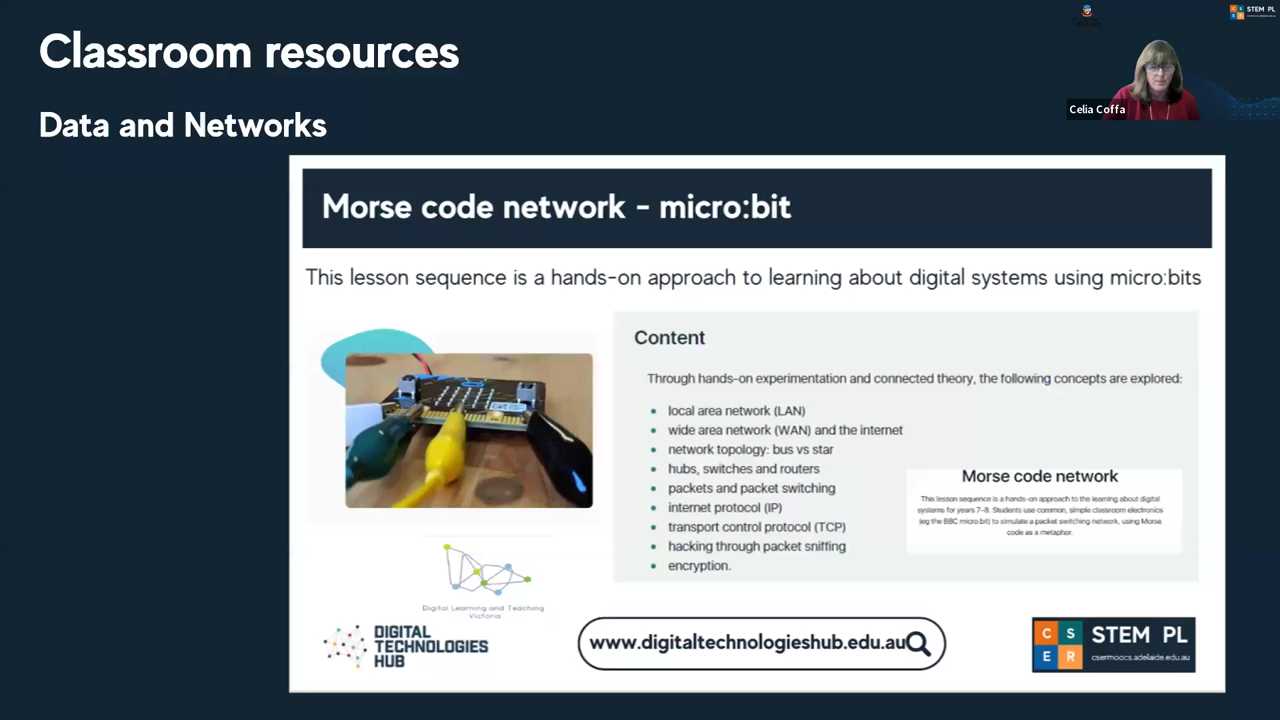 Classroom resources
STEM PL
Celia Coffa
Data and Networks
Morse code network - micro:bit
This lesson sequence is a hands-on approach to learning about digital systems using micro:bits
Content
Through hands-on experimentation and connected theory, the following concepts are explored:
• local area network (LAN)
• wide area network (WAN) and the internet
• network topology: bus vs star
• hubs, switches and routers
• packets and packet switching
• internet protocol (IP)
• transport control protocol (TCP)
• hacking through packet sniffing
• encryption.
Morse code network
This lesson sequence is a hands-on approach to the learning about digital
systems for years 7–8. Students use common, simple classroom electronics
(eg the BBC micro:bit) to simulate a packet switching network, using Morse
code as a metaphor.
Digital Learning and Teaching
Victoria
DIGITAL
TECHNOLOGIES
HUB
www.digitaltechnologieshub.edu.au
C S
E R
STEM PL
csermoocs.adelaide.edu.au